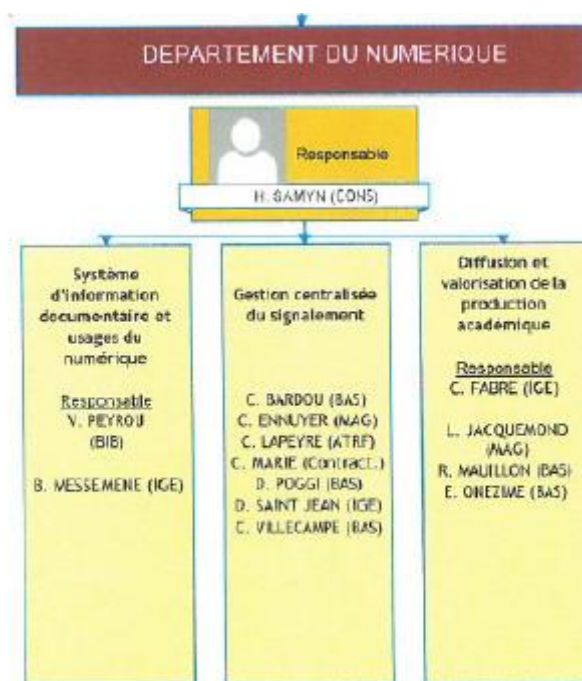 DEPARTEMENT DU NUMERIQUE
Responsable
H. SAMYN (CONS)
Système
d'information
documentaire et
usages du
numérique
Responsable
V. PEYROU
(BIB)
B. MESSEMENE (IGE)
Gestion centralisée
du signalement
C. BARDOU (BAS)
C. ENNUYER (MAG)
C. LAPEYRE (ATRF)
C. MARIE (Contract.)
D. POGGI (BAS)
D. SAINT JEAN (IGE)
C. VILLECAMPE (BAS)
Diffusion et
valorisation de la
production
académique
Responsable
C. FABRE (IGE)
L. JACQUEMOND
(MAG)
R. MAUILLON (BAS)
E. ONEZIME (BAS)